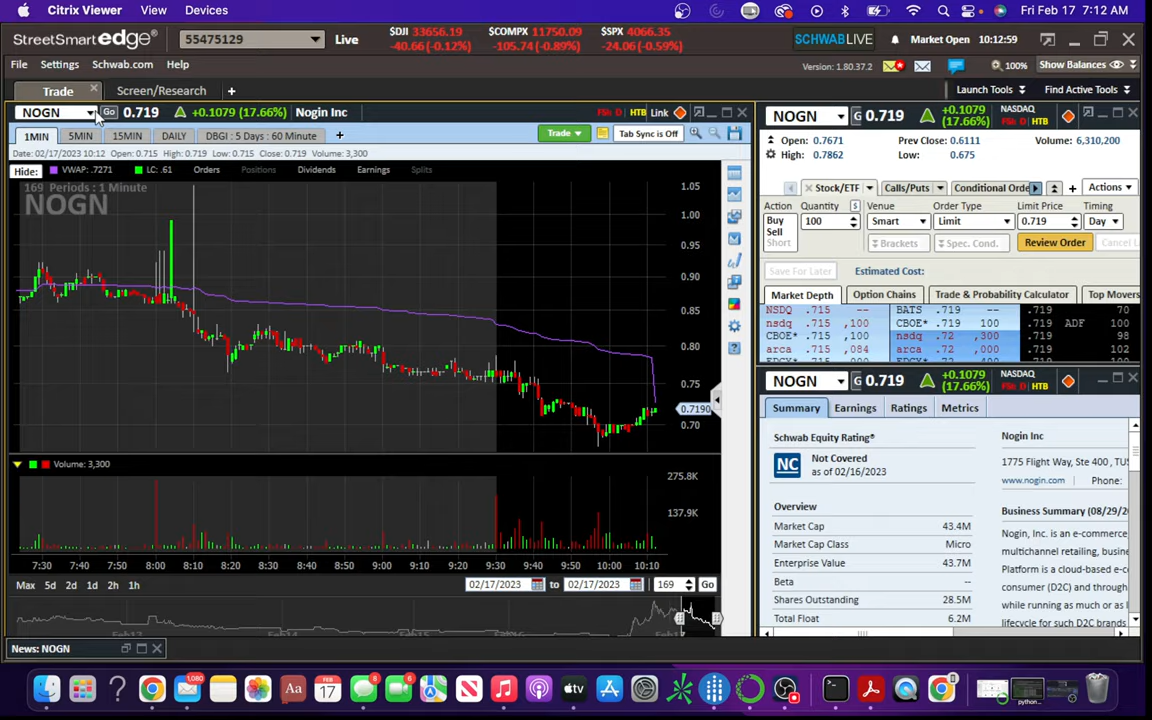 Citrix Viewer View Devices Fri Feb 17 7:12 AM
StreetSmart edge® 55475129 Live $DJI 33656.19 $COMPX 11750.09 $SPX 4066.35 SCHWABLIVE Market Open 10:12:59
-40.66 (-0.12%) -105.74 (-0.89%) -24.06 (-0.59%)
File Settings Schwab.com Help Version: 1.80.37.2 100% Show Balances
Trade Screen/Research + Launch Tools Find Active Tools
NOGN Go 0.719 +0.1079 (17.66%) Nogin Inc HTB Link
1MIN 5MIN 15MIN DAILY DBGI : 5 Days : 60 Minute + Trade Tab Sync is Off
Date: 02/17/2023 10:12 Open: 0.715 High: 0.719 Low: 0.715 Close: 0.719 Volume: 3,300
Hide: VWAP: .7271 LC: .61 Orders Positions Dividends Earnings Splits
169 Periods : 1 Minute
NOGN
1.05
1.00
0.95
0.90
0.85
0.80
0.75
0.7190
0.70
Volume: 3,300
275.8K
137.9K
7:30 7:40 7:50 8:00 8:10 8:20 8:30 8:40 8:50 9:00 9:10 9:20 9:30 9:40 9:50 10:00 10:10
Max 5d 2d 1d 2h 1h 02/17/2023 to 02/17/2023 169 Go
News: NOGN
NOGN G 0.719 +0.1079 (17.66%) NASDAQ HTB
Open: 0.7671 Prev Close: 0.6111 Volume: 6,310,200
High: 0.7862 Low: 0.675
Stock/ETF Calls/Puts Conditional Orde + Actions
Action Quantity $ Venue Order Type Limit Price Timing
Buy
Sell
Short
100 Smart Limit 0.719 Day
Brackets Spec. Cond. Review Order Cancel
Save For Later Estimated Cost:
Market Depth Option Chains Trade & Probability Calculator Top Movers
NSDQ .715 -- BATS .719 -- .719 70
nsdq .715 ,100 CBOE* .719 100 .719 ADF 100
CBOE* .715 ,100 nsdq .72 ,300 .719 98
arca .715 ,084 arca .72 ,000 .719 102
NOGN G 0.719 +0.1079 (17.66%) NASDAQ HTB
Summary Earnings Ratings Metrics
Schwab Equity Rating®
NC Not Covered
as of 02/16/2023
Overview
Market Cap 43.4M
Market Cap Class Micro
Enterprise Value 43.7M
Beta --
Shares Outstanding 28.5M
Total Float 6.2M
Nogin Inc
1775 Flight Way, Ste 400 , TUS
www.nogin.com Phone:
Business Summary (08/29/2
Nogin, Inc. is an e-commerce
multichannel retailing, busine
Platform is a cloud-based e-co
consumer (D2C) and through
while running as much or as l
lifecycle for such D2C brands
1,080
FEB
17
8
6